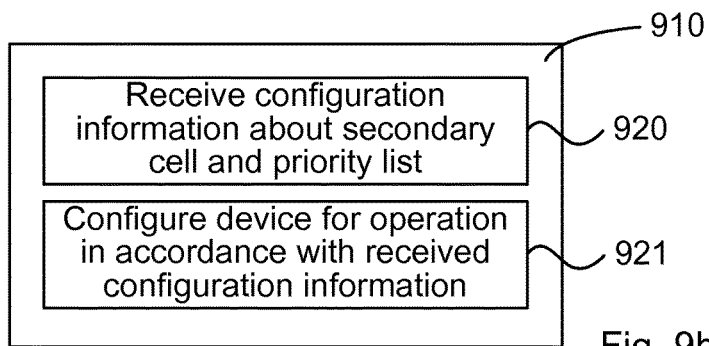 910
Receive configuration
information about secondary
cell and priority list
920
Configure device for operation
in accordance with received
configuration information
921
Fig. 9b